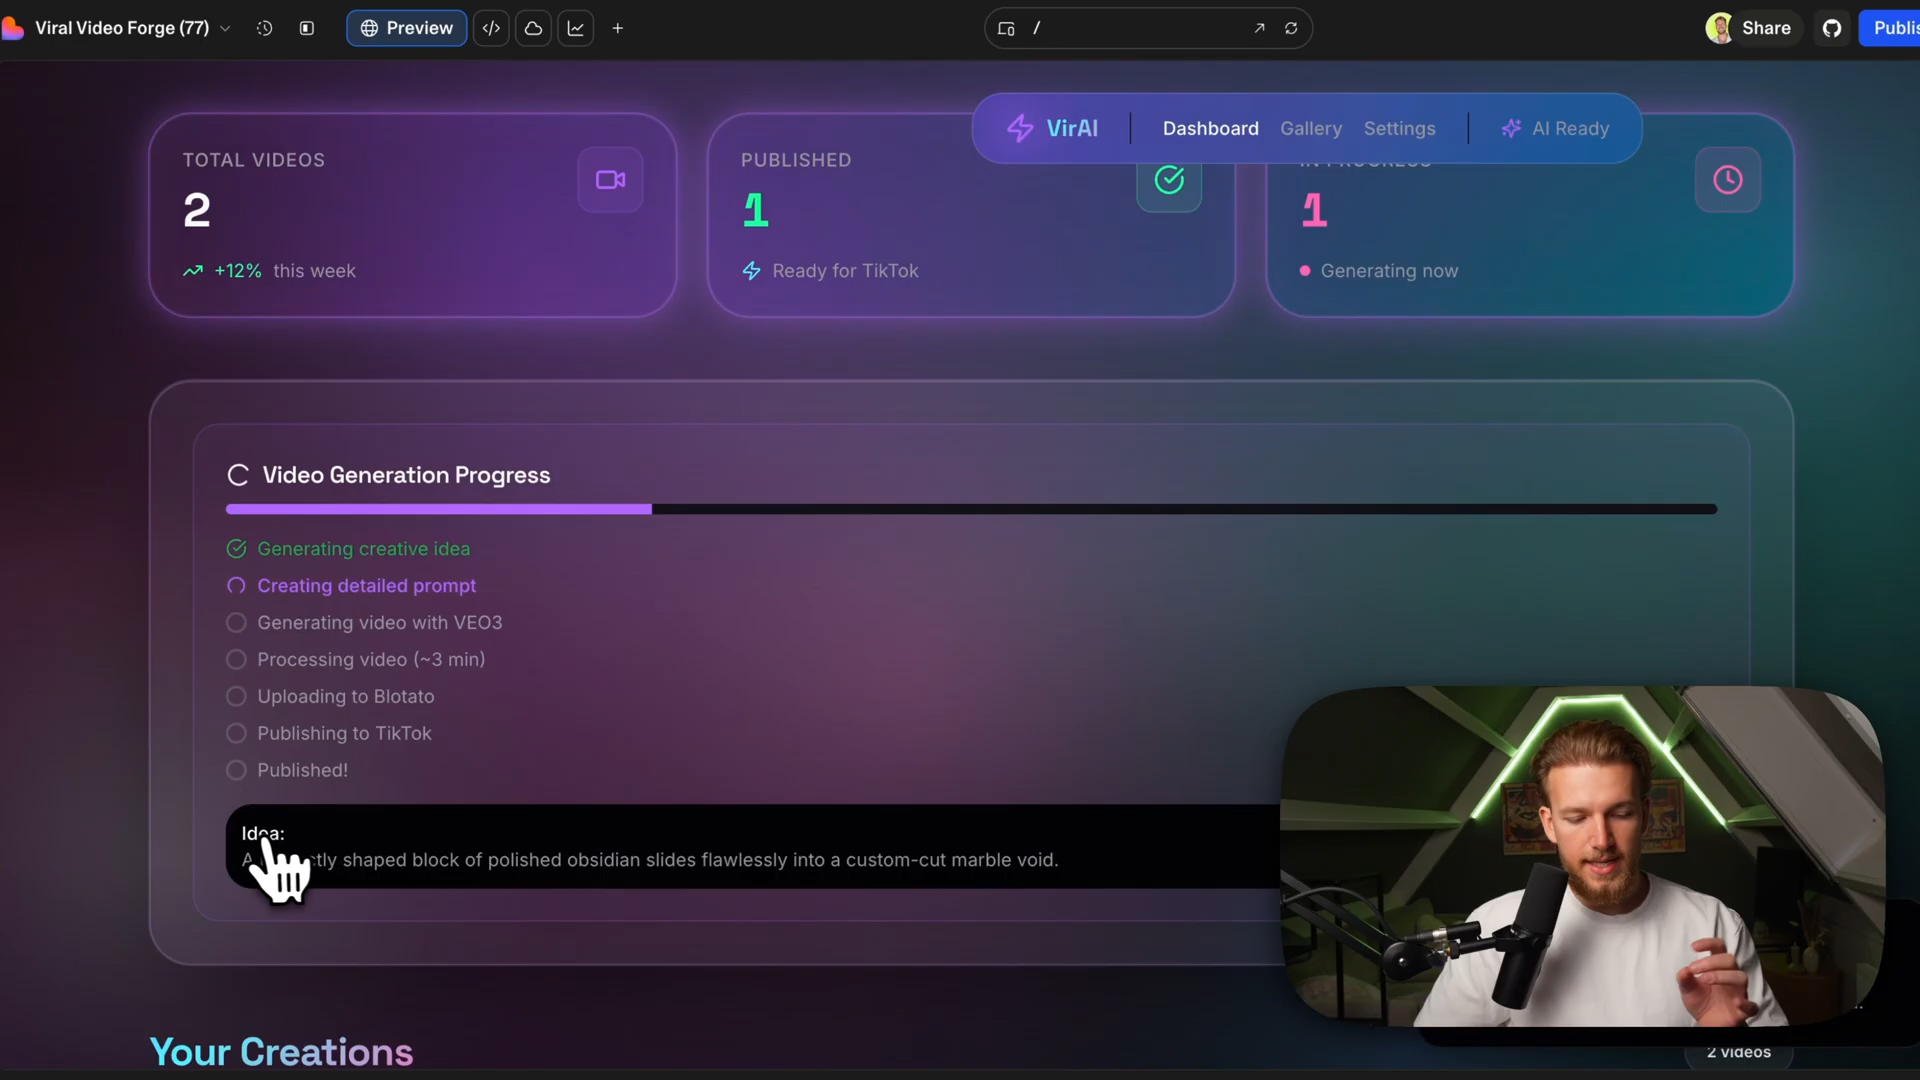 Viral Video Forge (77)
Preview
/
Share
VirAI
Dashboard
Gallery
Settings
AI Ready
TOTAL VIDEOS
2
+12% this week
PUBLISHED
1
Ready for TikTok
1
Generating now
Video Generation Progress
Generating creative idea
Creating detailed prompt
Generating video with VEO3
Processing video (~3 min)
Uploading to Blotato
Publishing to TikTok
Published!
Idea:
A shaped block of polished obsidian slides flawlessly into a custom-cut marble void.
Your Creations
2 videos